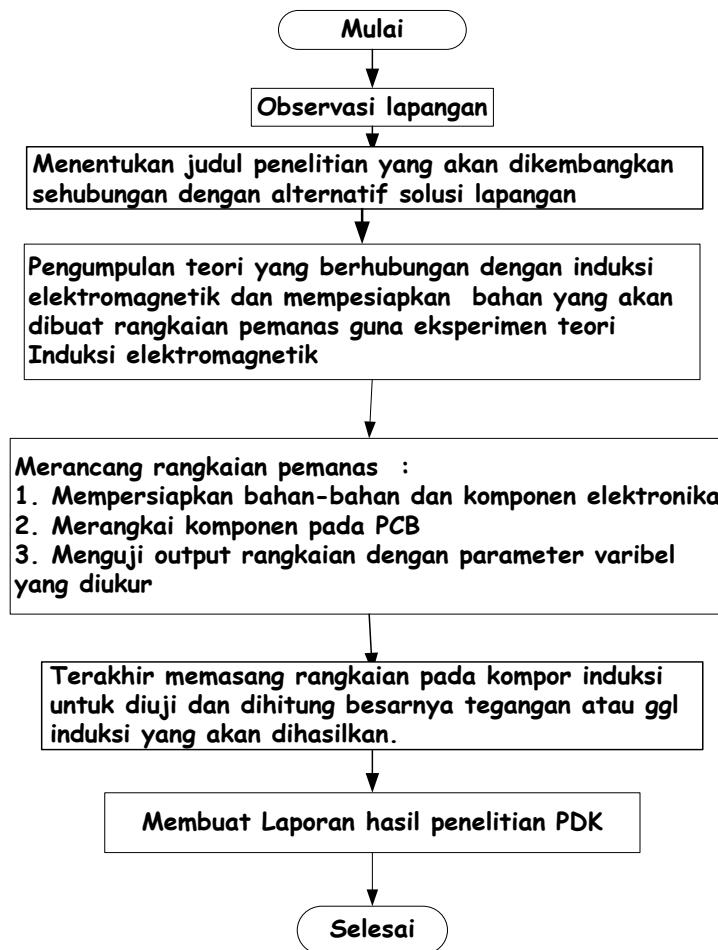 Mulai
Observasi lapangan
Menentukan judul penelitian yang akan dikembangkan
sehubungan dengan alternatif solusi lapangan
Pengumpulan teori yang berhubungan dengan induksi
elektromagnetik dan mempesiapkan bahan yang akan
dibuat rangkaian pemanas guna eksperimen teori
Induksi elektromagnetik
Merancang rangkaian pemanas :
1. Mempersiapkan bahan-bahan dan komponen elektronika
2. Merangkai komponen pada PCB
3. Menguji output rangkaian dengan parameter varibel
yang diukur
Terakhir memasang rangkaian pada kompor induksi
untuk diuji dan dihitung besarnya tegangan atau ggl
induksi yang akan dihasilkan.
Membuat Laporan hasil penelitian PDK
Selesai